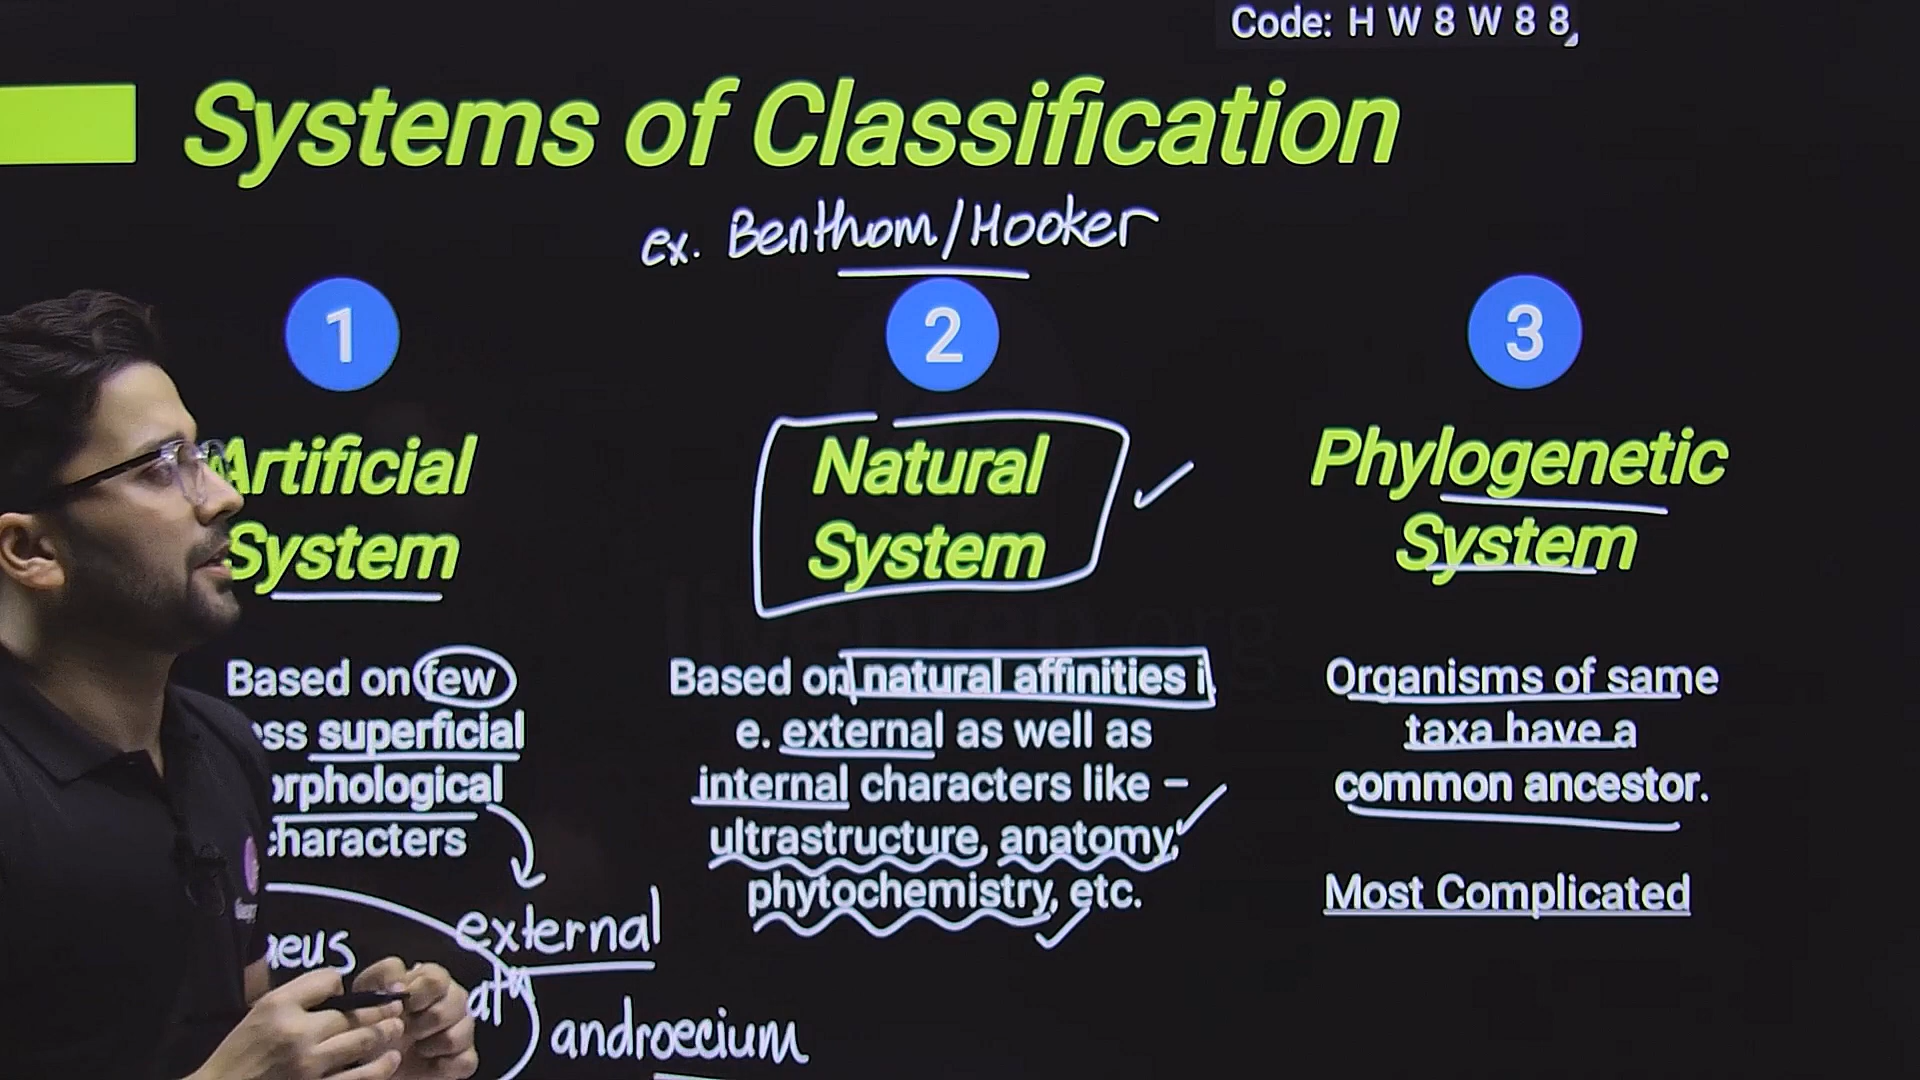 Code: H W 8 W 8 8
Systems of Classification
ex. Benthom/Hooker
1
2
3
Artificial
System
Natural
System
Phylogenetic
System
Based on few
superficial
characters
external
androecium
Based on natural affinities i.
e. external as well as
internal characters like –
ultrastructure, anatomy,
phytochemistry, etc.
Organisms of same
taxa have a
common ancestor.
Most Complicated